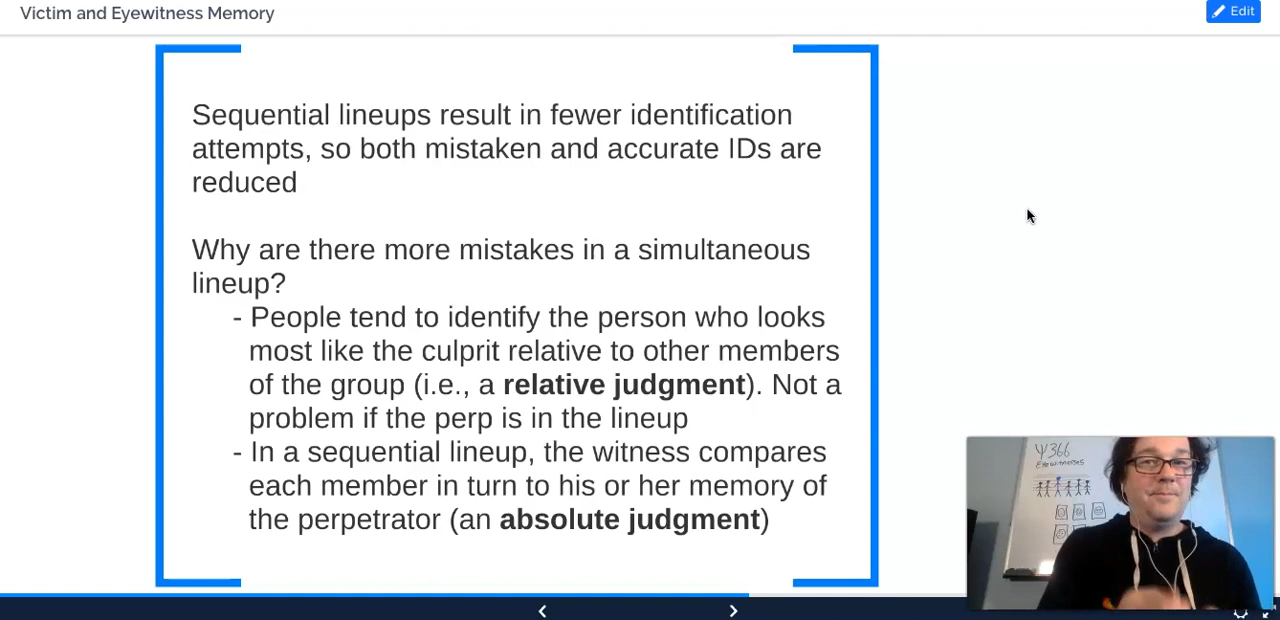 Victim and Eyewitness Memory
Edit
Sequential lineups result in fewer identification
attempts, so both mistaken and accurate IDs are
reduced
Why are there more mistakes in a simultaneous
lineup?
- People tend to identify the person who looks
most like the culprit relative to other members
of the group (i.e., a relative judgment). Not a
problem if the perp is in the lineup
- In a sequential lineup, the witness compares
each member in turn to his or her memory of
the perpetrator (an absolute judgment)
Ψ366
Eyewitnesses